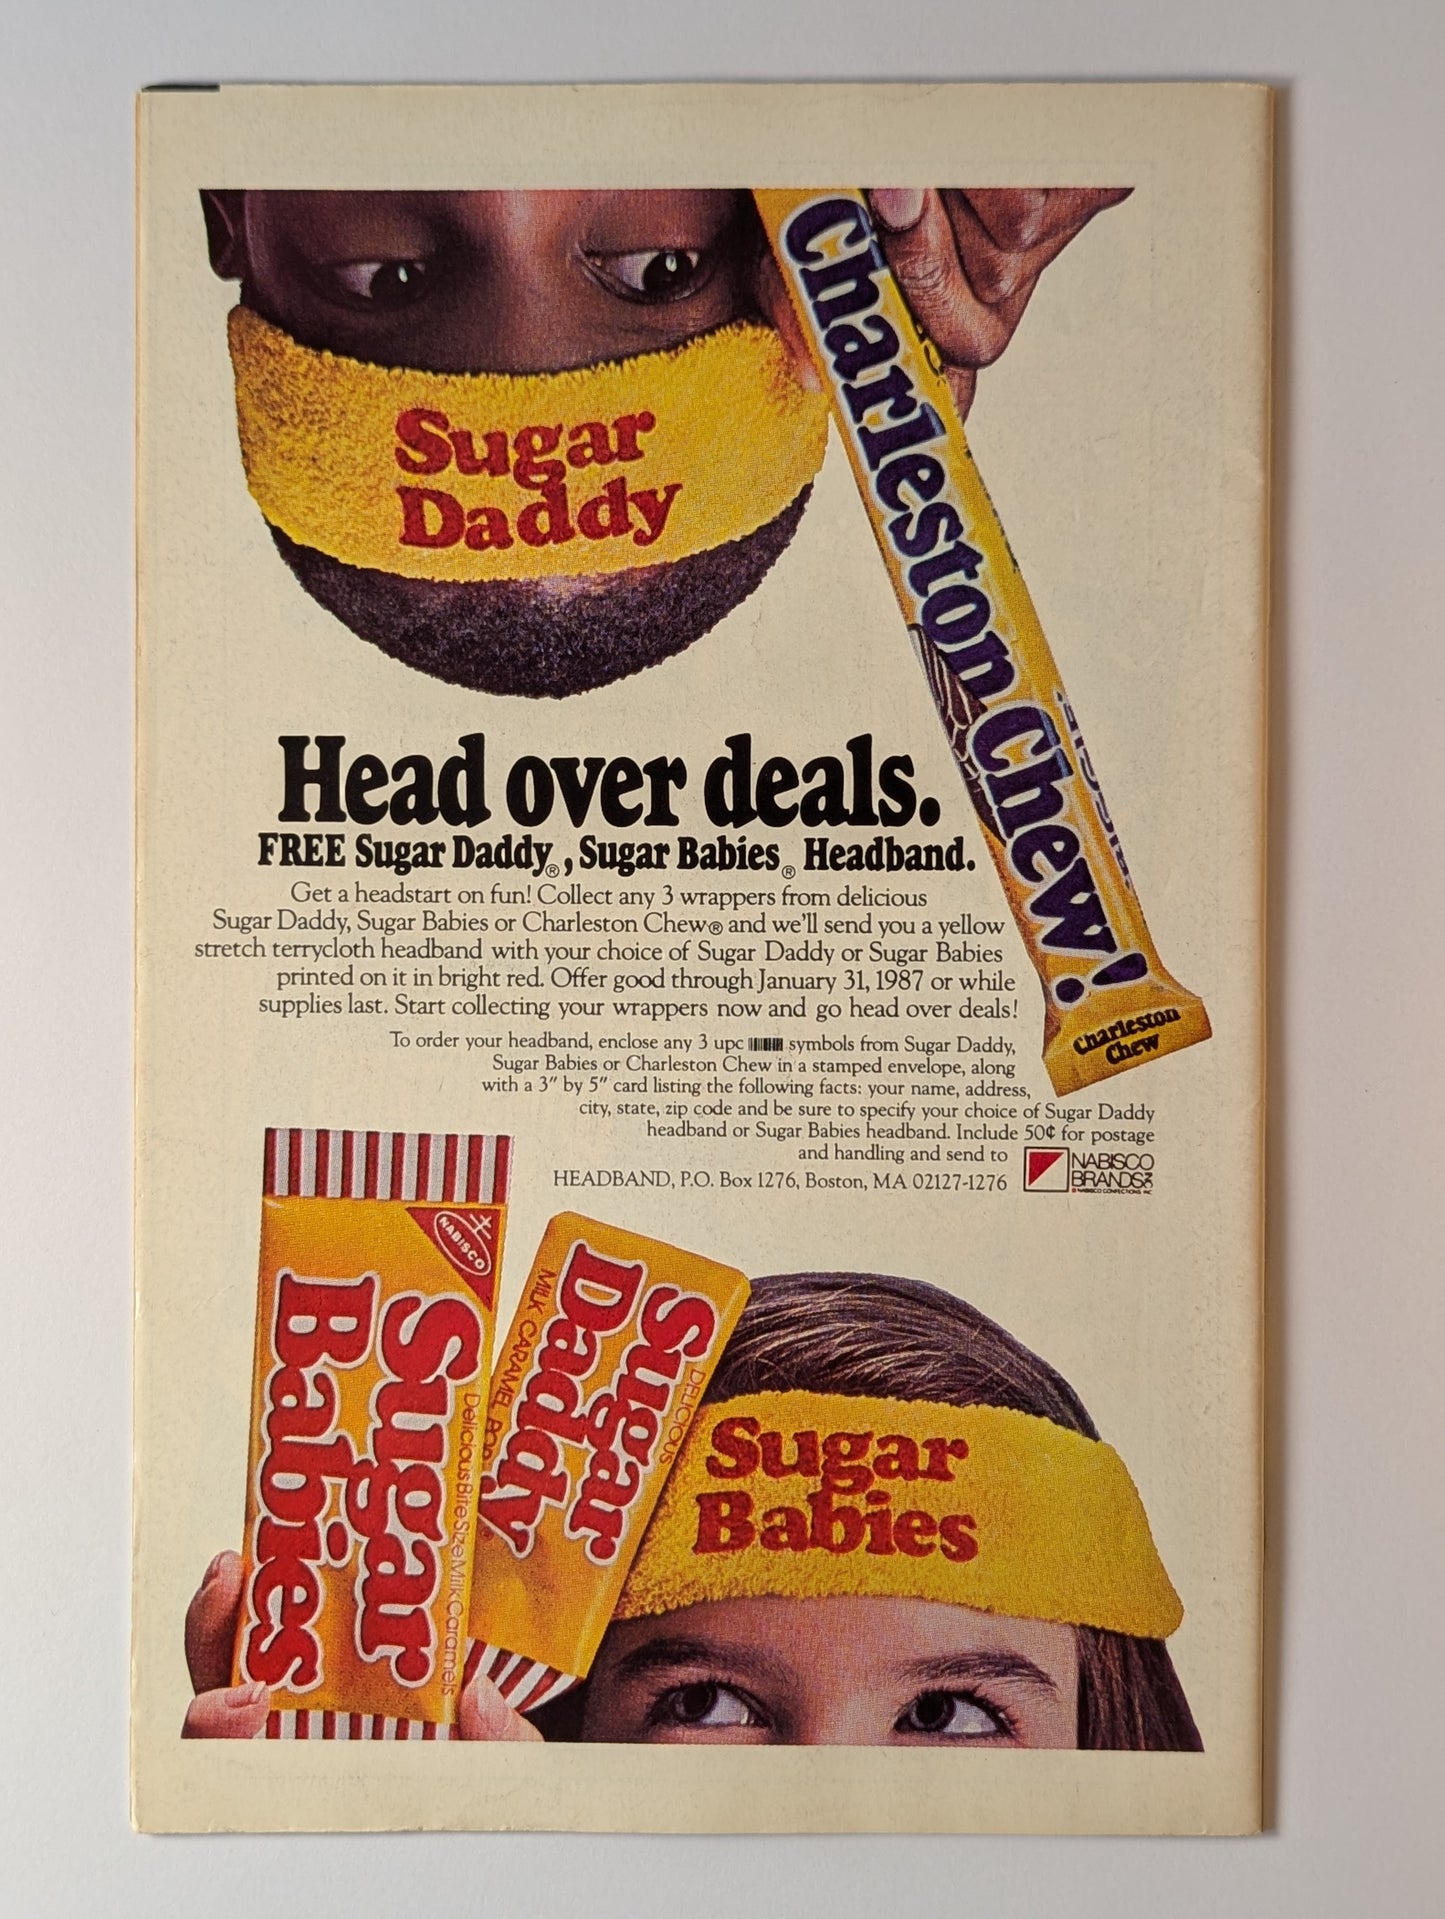 Sugar
Daddy
Charleston Chew!
Charleston
Chew
Head over deals.
FREE Sugar Daddy®, Sugar Babies® Headband.
Get a headstart on fun! Collect any 3 wrappers from delicious
Sugar Daddy, Sugar Babies or Charleston Chew® and we'll send you a yellow
stretch terrycloth headband with your choice of Sugar Daddy or Sugar Babies
printed on it in bright red. Offer good through January 31, 1987 or while
supplies last. Start collecting your wrappers now and go head over deals!
To order your headband, enclose any 3 upc symbols from Sugar Daddy,
Sugar Babies or Charleston Chew in a stamped envelope, along
with a 3″ by 5″ card listing the following facts: your name, address,
city, state, zip code and be sure to specify your choice of Sugar Daddy
headband or Sugar Babies headband. Include 50¢ for postage
and handling and send to
HEADBAND, P.O. Box 1276, Boston, MA 02127-1276
NABISCO
BRANDS INC
NABISCO CONFECTIONS INC
NABISCO
Sugar
Babies
Delicious Bite Size Milk Caramels
DELICIOUS
Sugar
Daddy
MILK CARAMEL POP
Sugar
Babies